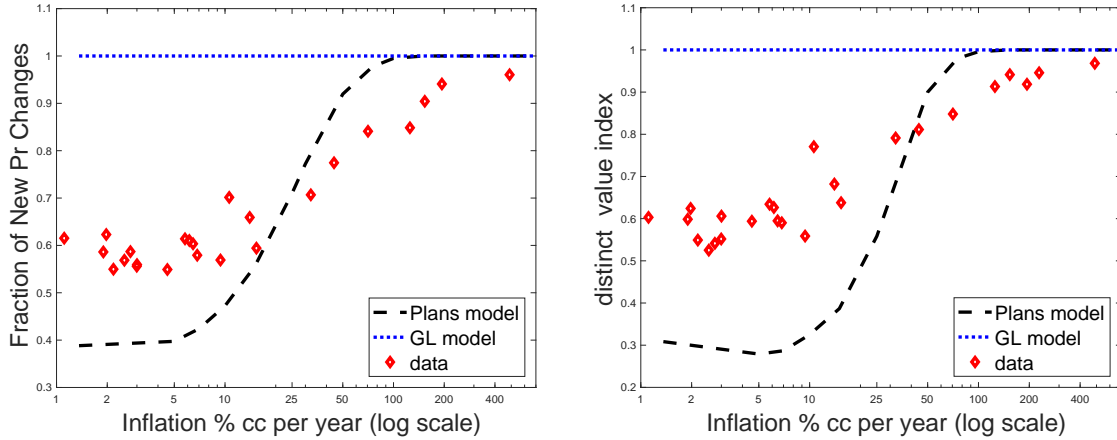 Fraction of New Pr Changes
1.1
1
0.9
0.8
0.7
0.6
0.5
0.4
0.3
1 2 5 10 25 50 100 200 400
Inflation % cc per year (log scale)
Plans model
GL model
data
distinct value index
1.1
1
0.9
0.8
0.7
0.6
0.5
0.4
0.3
0.2
1 2 5 10 25 50 100 200 400
Inflation % cc per year (log scale)
Plans model
GL model
data